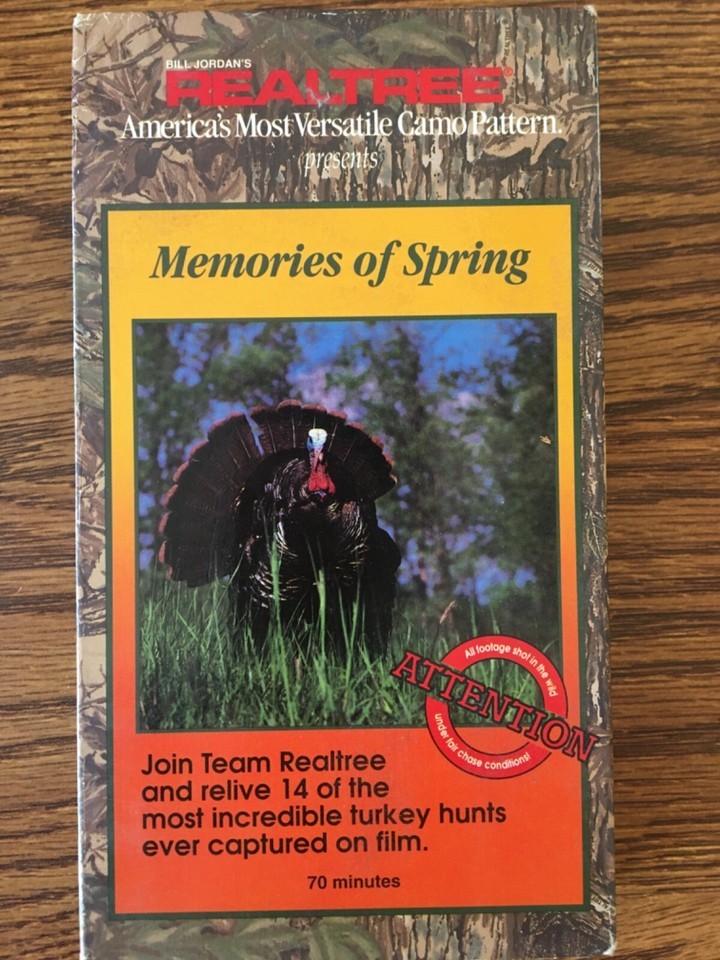 BILL JORDAN'S
REALTREE®
America's Most Versatile Camo Pattern.
presents
Memories of Spring
All footage shot in the wild
ATTENTION
under fair chase conditions!
Join Team Realtree
and relive 14 of the
most incredible turkey hunts
ever captured on film.
70 minutes